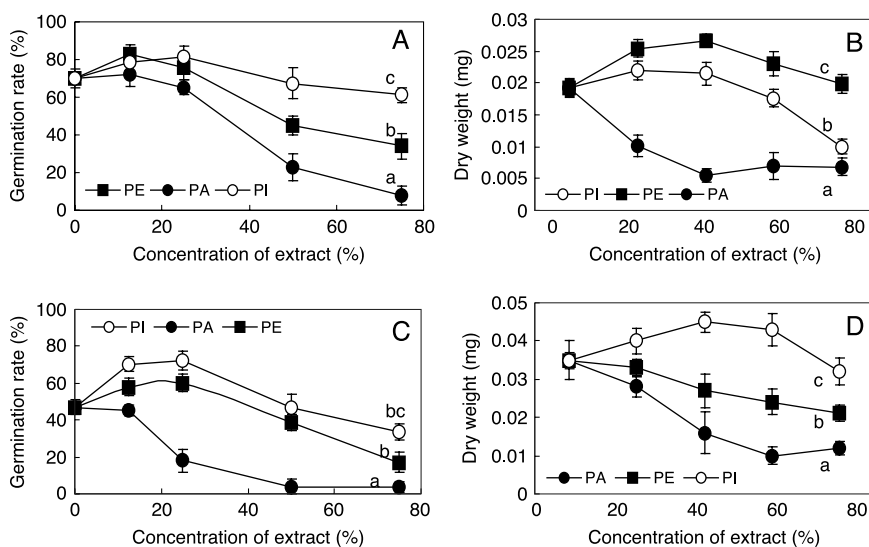 A
Germination rate (%)
100
80
60
40
20
0
c
b
a
PE PA PI
0 20 40 60 80
Concentration of extract (%)
B
Dry weight (mg)
0.03
0.025
0.02
0.015
0.01
0.005
0
c
b
a
PI PE PA
0 20 40 60 80
Concentration of extract (%)
C
Germination rate (%)
100
80
60
40
20
0
PI PA PE
bc
b
a
0 20 40 60 80
Concentration of extract (%)
D
Dry weight (mg)
0.05
0.04
0.03
0.02
0.01
0
c
b
a
PA PE PI
0 20 40 60 80
Concentration of extract (%)